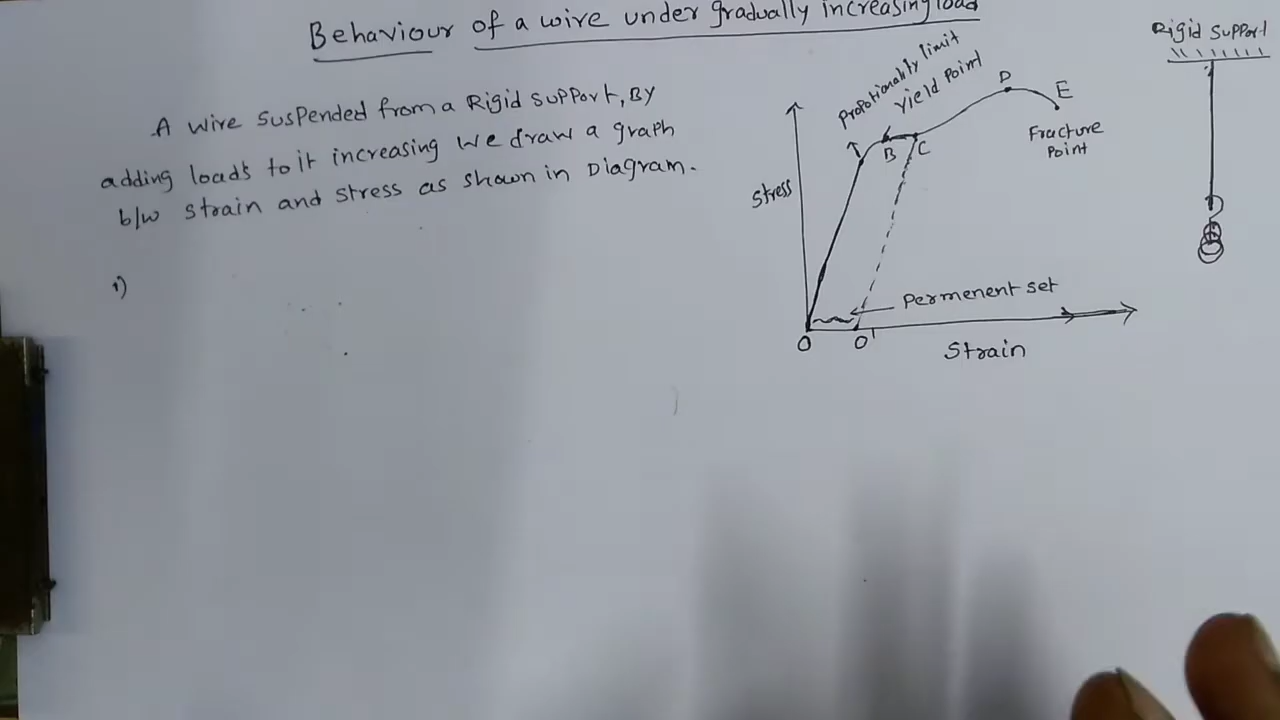 Behaviour of a wire under gradually increasing load
A wire suspended from a Rigid support, By
adding loads to it increasing we draw a graph
b/w strain and stress as shown in Diagram.
i)
Rigid support
Propotionably limit
yield point
D
E
Fracture
Point
A
B
C
Stress
Permenent set
O
O'
Strain